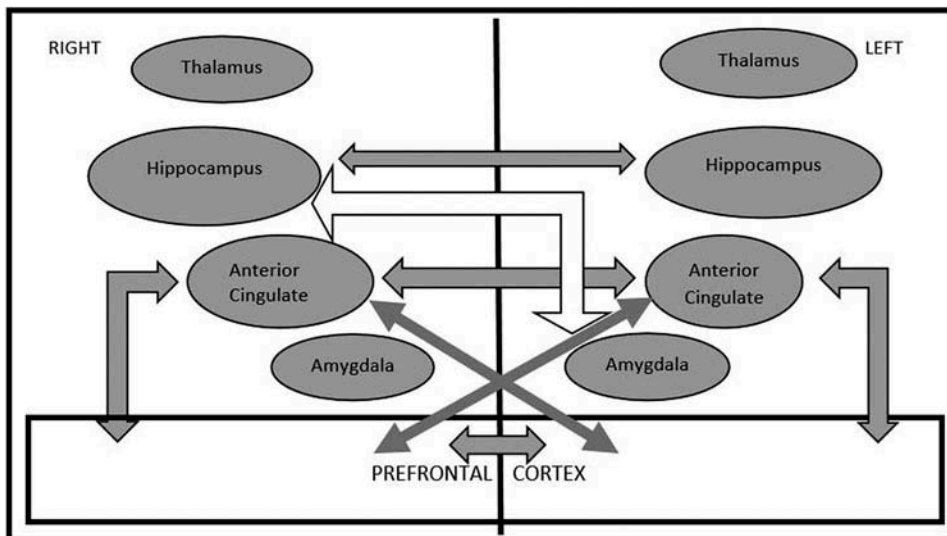 RIGHT
LEFT
Thalamus
Thalamus
Hippocampus
Hippocampus
Anterior
Cingulate
Anterior
Cingulate
Amygdala
Amygdala
PREFRONTAL CORTEX